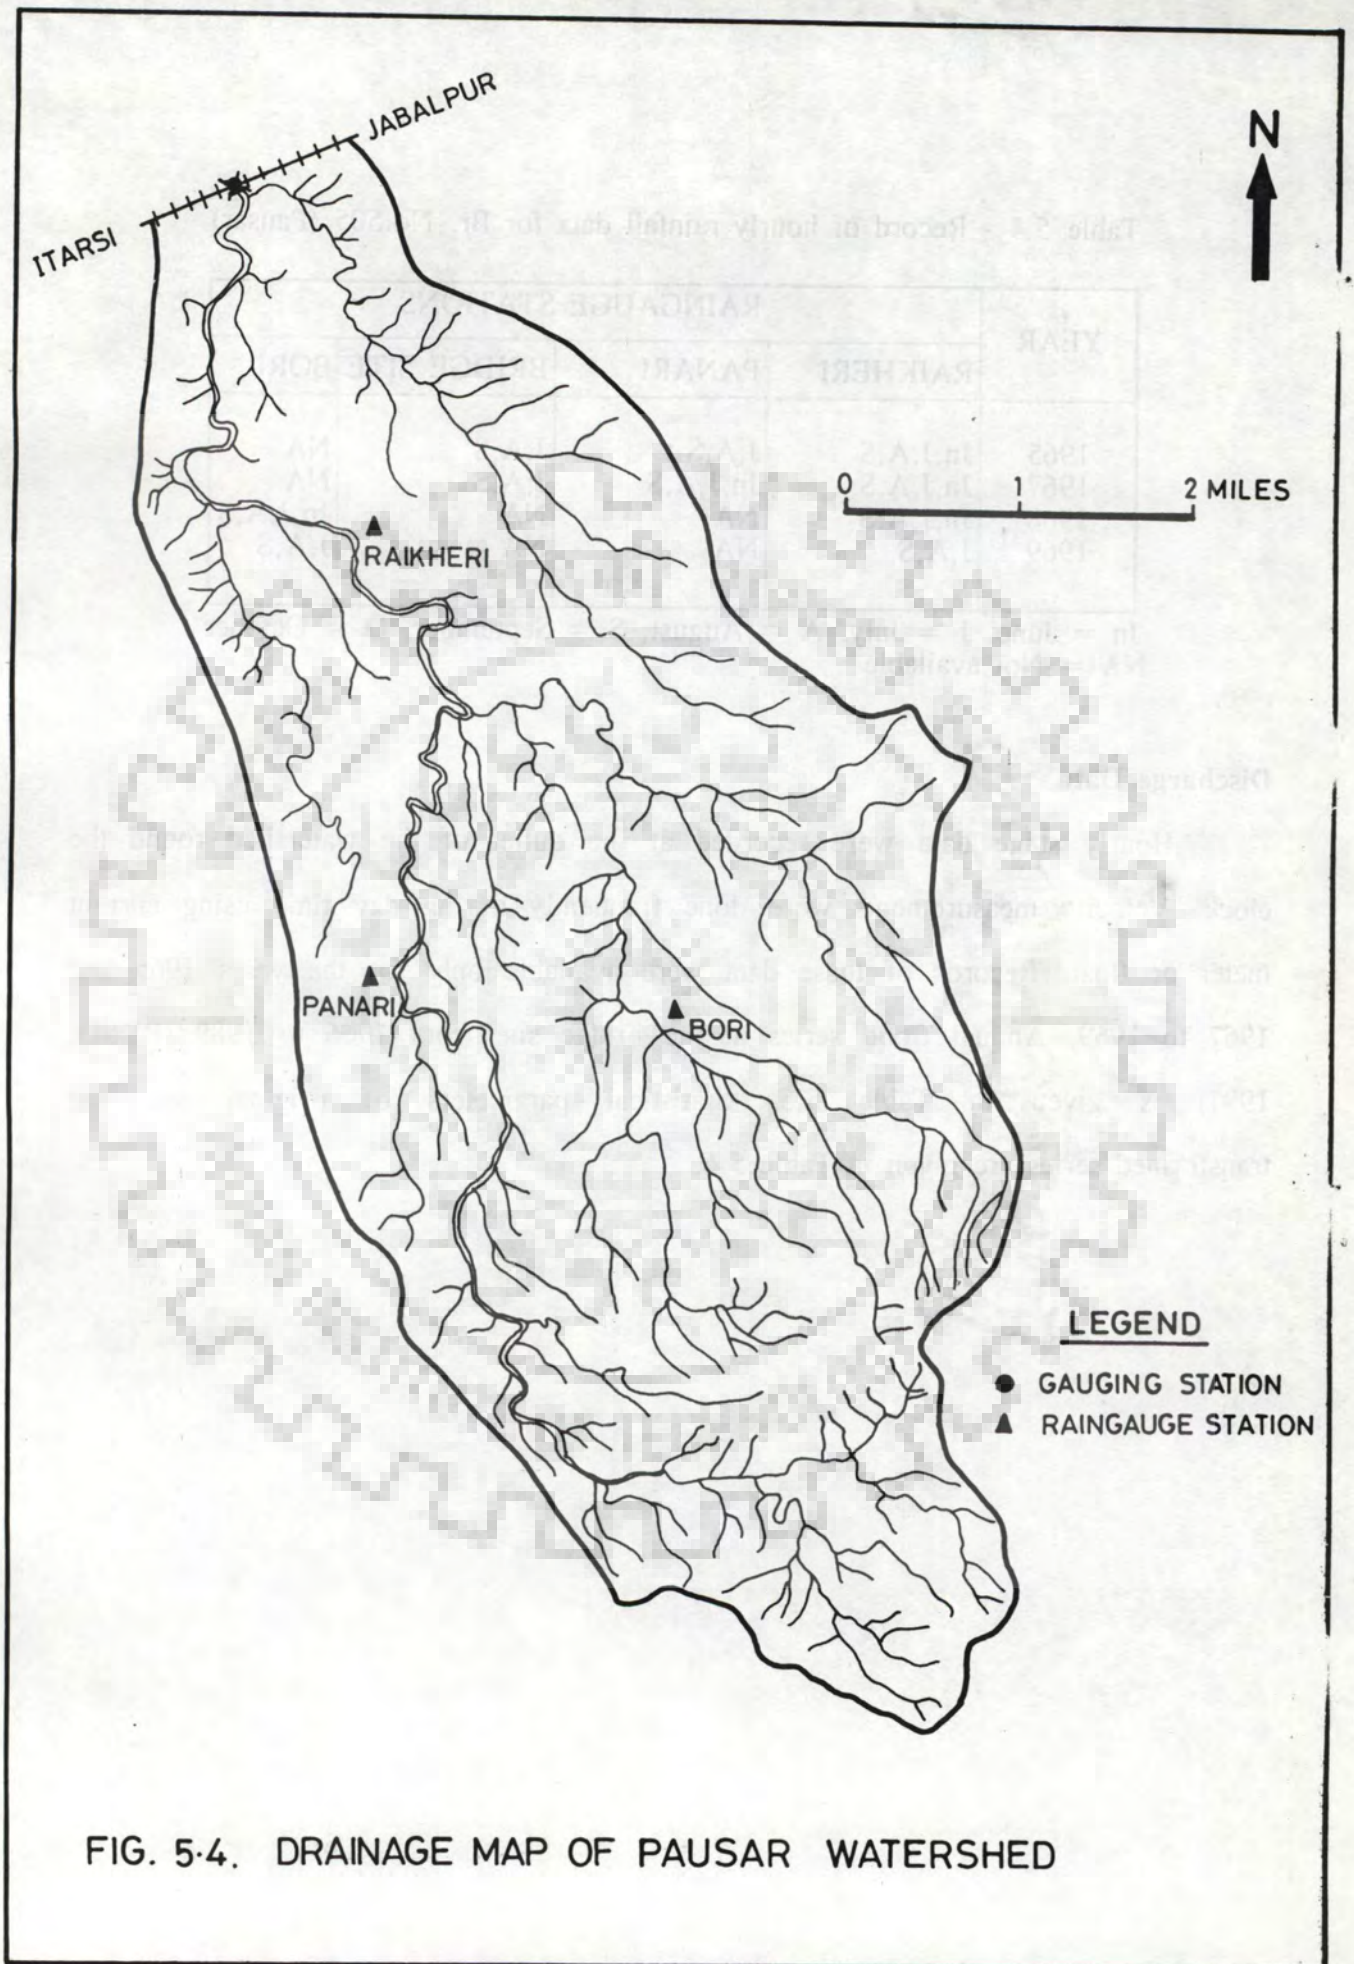 JABALPUR
N
ITARSI
0 1 2 MILES
RAIKHERI
PANARI
BORI
LEGEND
GAUGING STATION
RAINGAUGE STATION
FIG. 5.4. DRAINAGE MAP OF PAUSAR WATERSHED